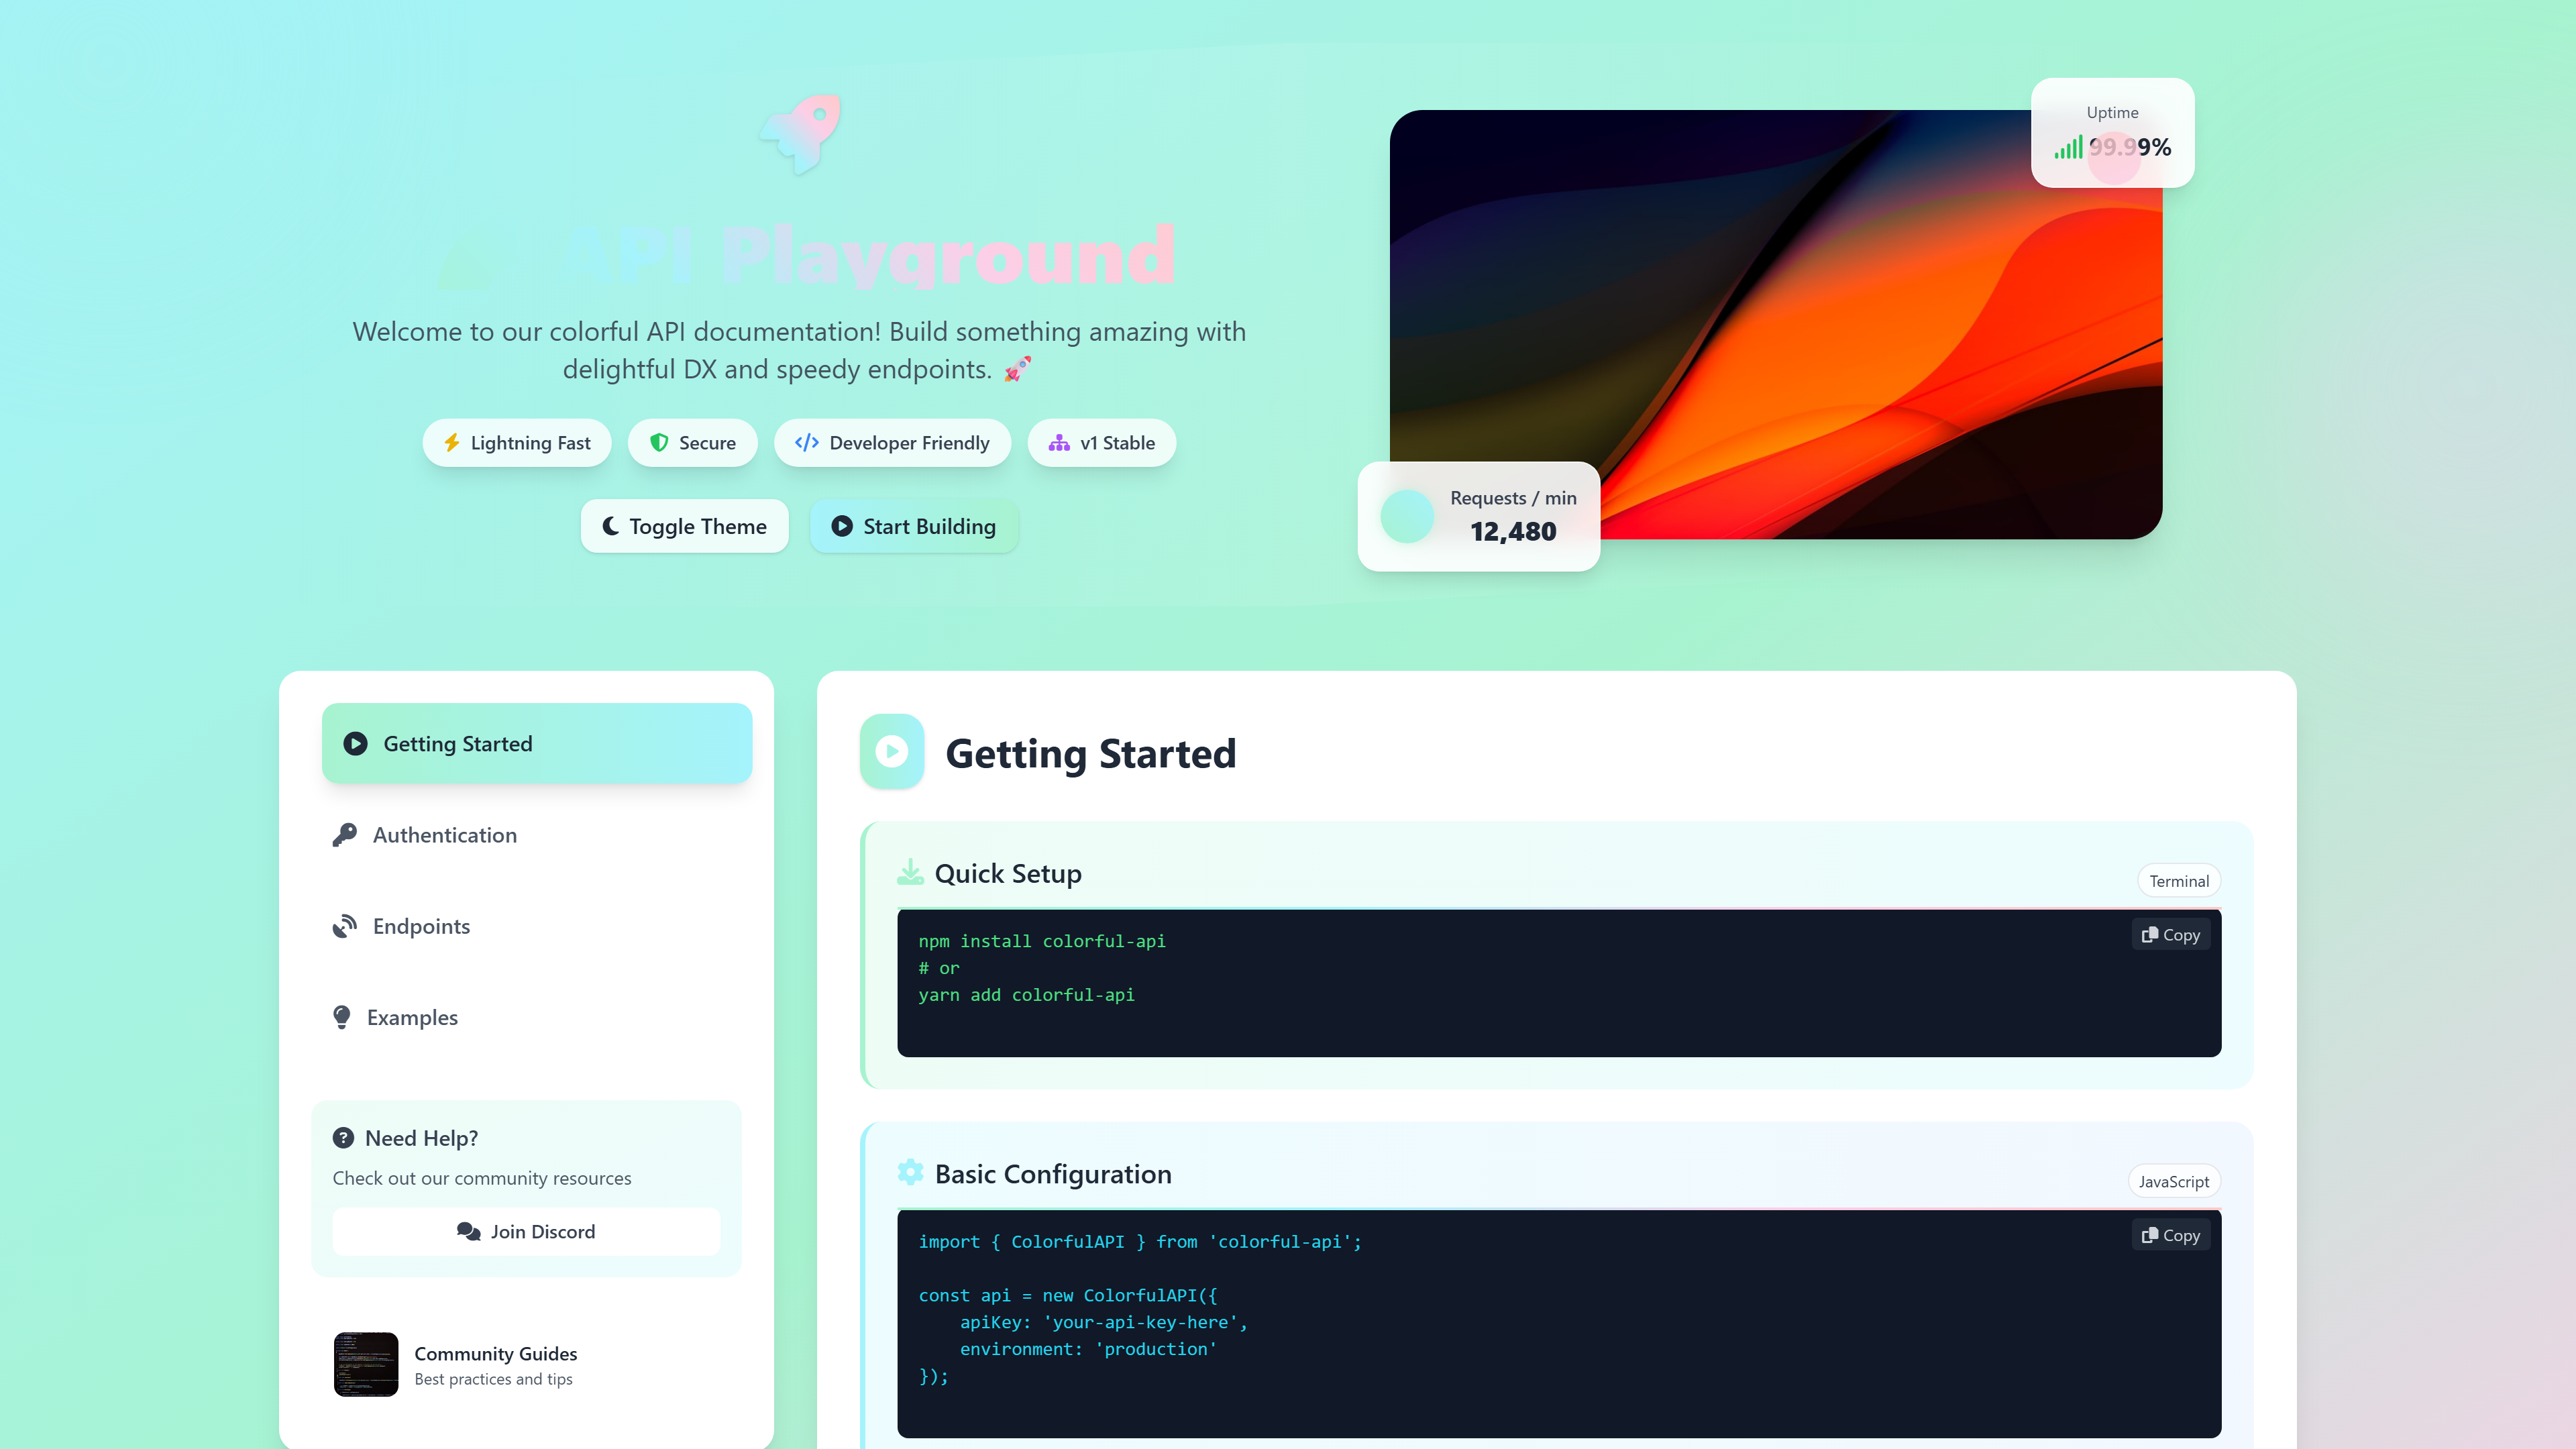 API Playground
Welcome to our colorful API documentation! Build something amazing with
delightful DX and speedy endpoints. 🚀
Lightning Fast
Secure
Developer Friendly
v1 Stable
Toggle Theme
Start Building
Uptime
99.99%
Requests / min
12,480
Getting Started
Authentication
Endpoints
Examples
Need Help?
Check out our community resources
Join Discord
Community Guides
Best practices and tips
Getting Started
Quick Setup
Terminal
Copy
npm install colorful-api
# or
yarn add colorful-api
Basic Configuration
JavaScript
Copy
import { ColorfulAPI } from 'colorful-api';
const api = new ColorfulAPI({
    apiKey: 'your-api-key-here',
    environment: 'production'
});